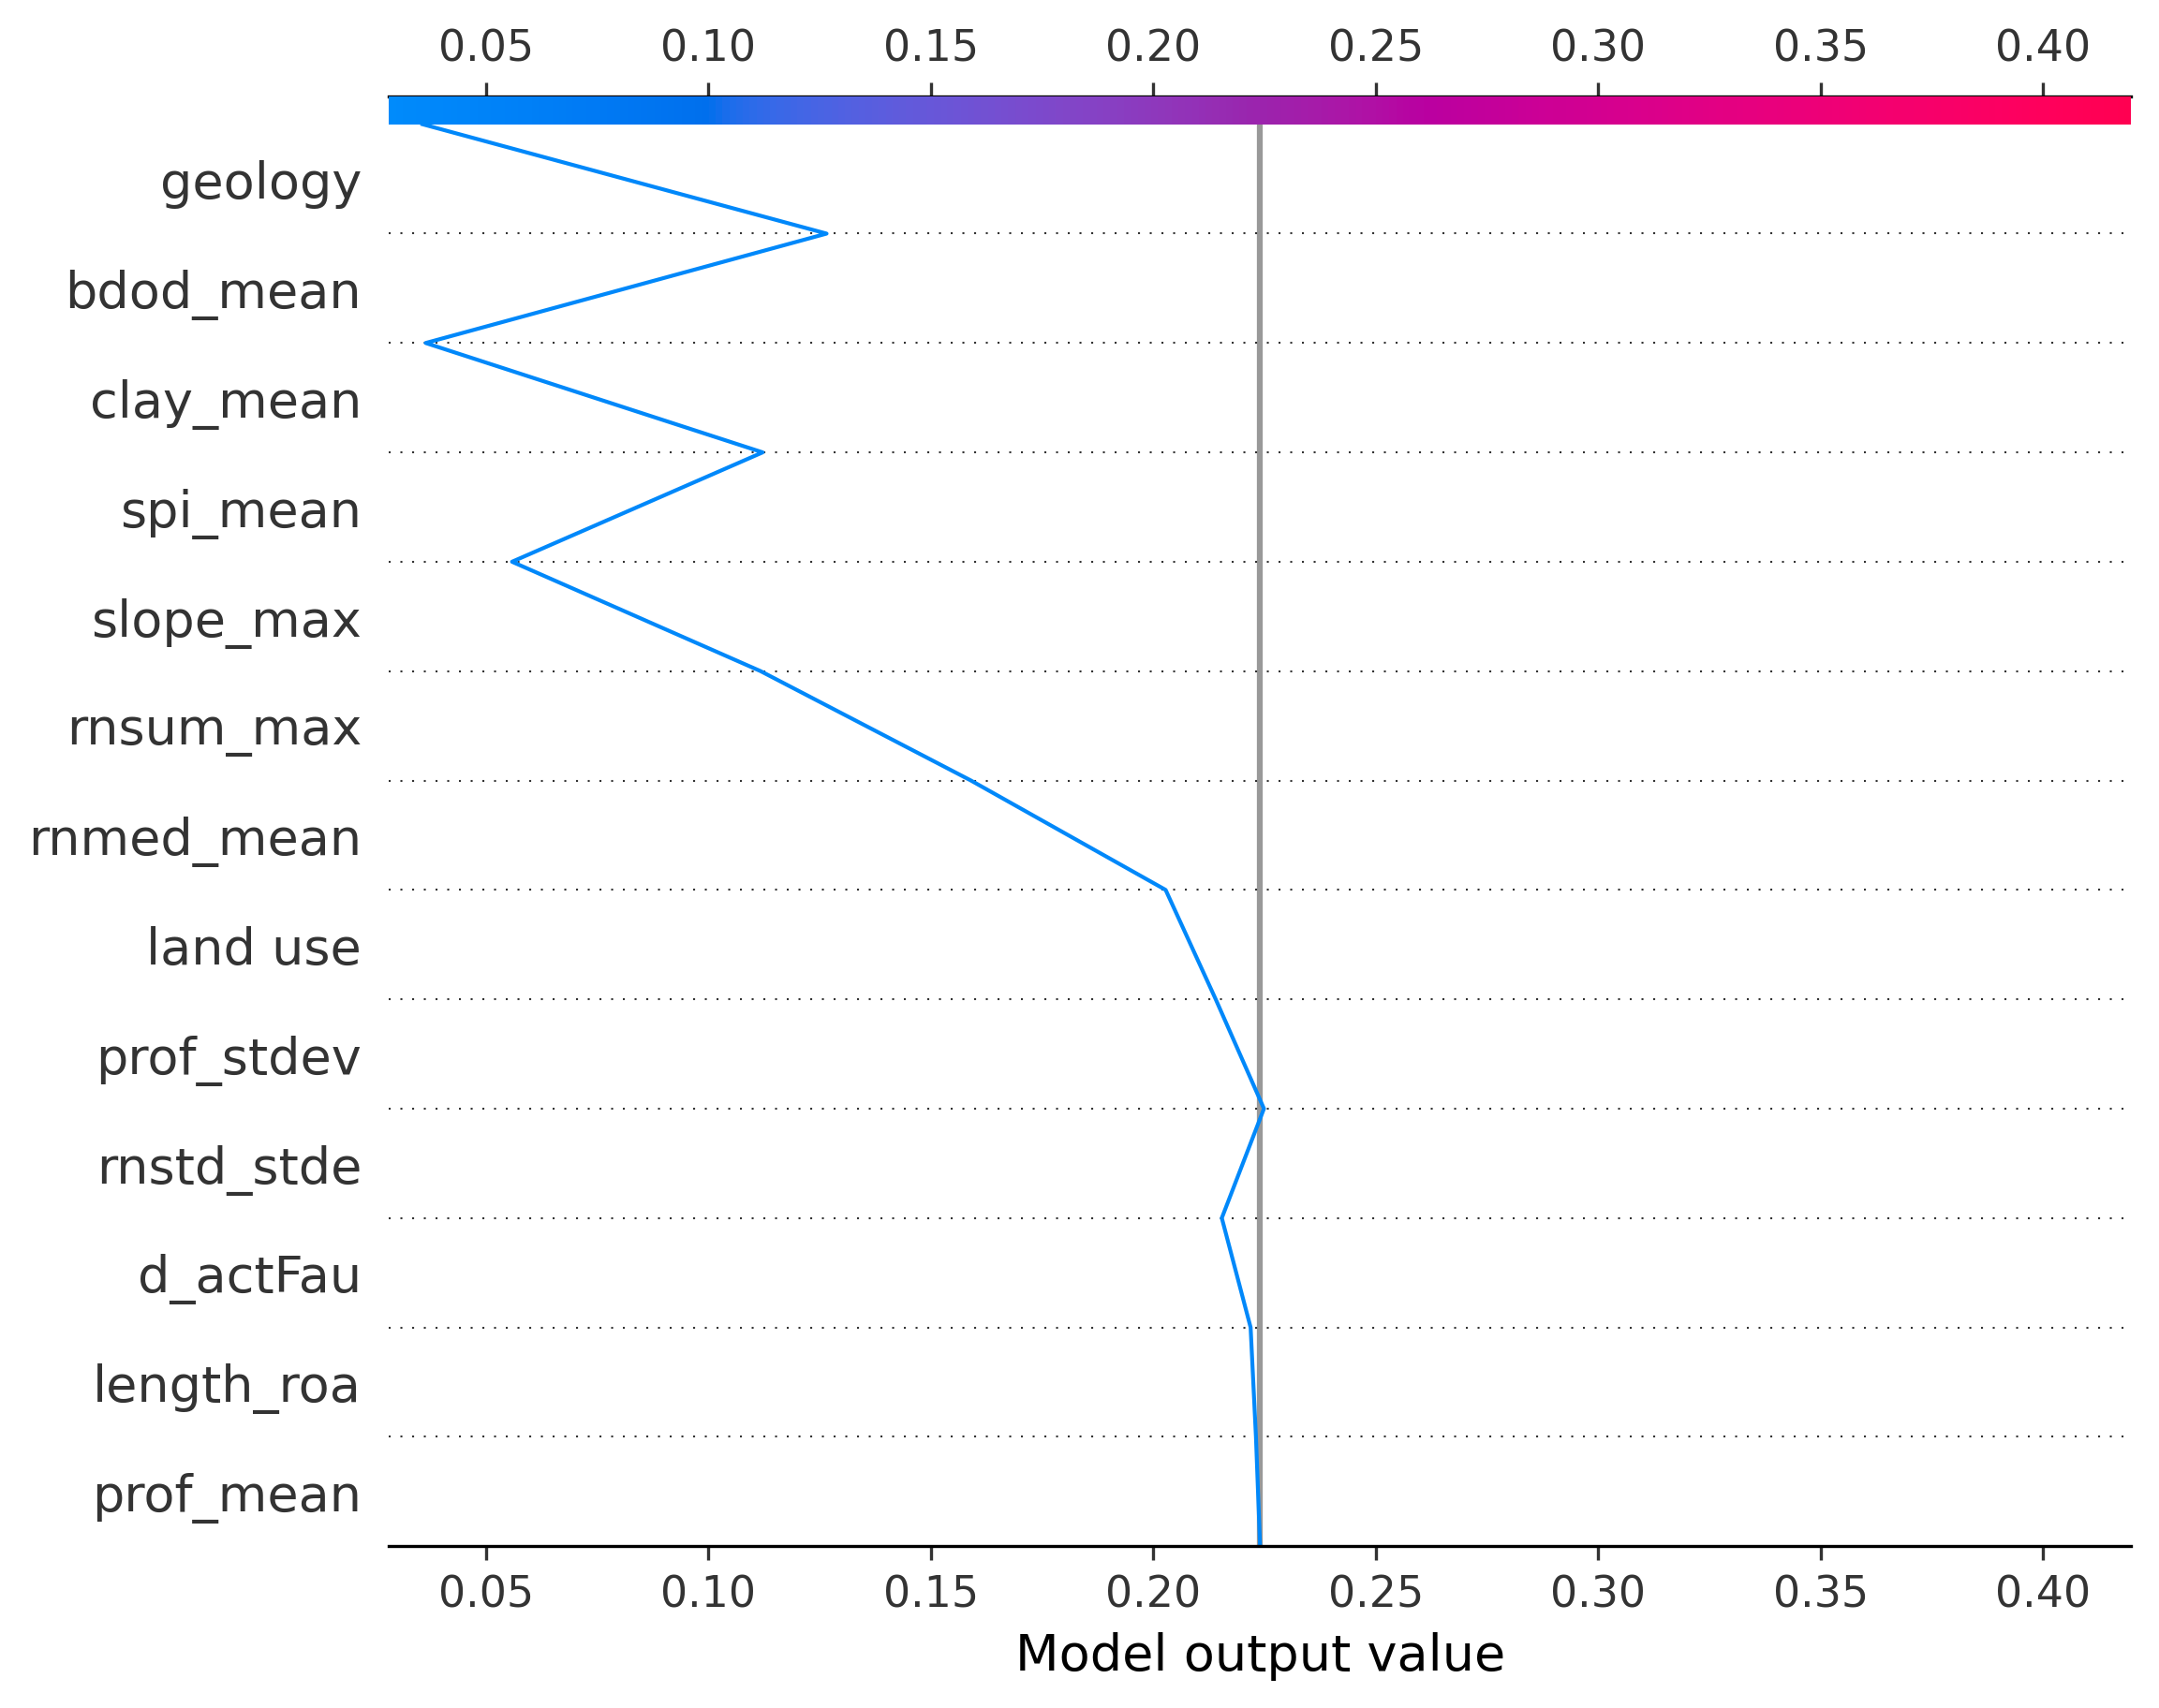 0.05 0.10 0.15 0.20 0.25 0.30 0.35 0.40
geology
bdod_mean
clay_mean
spi_mean
slope_max
rnsum_max
rnmed_mean
land use
prof_stdev
rnstd_stde
d_actFau
length_roa
prof_mean
0.05 0.10 0.15 0.20 0.25 0.30 0.35 0.40
Model output value